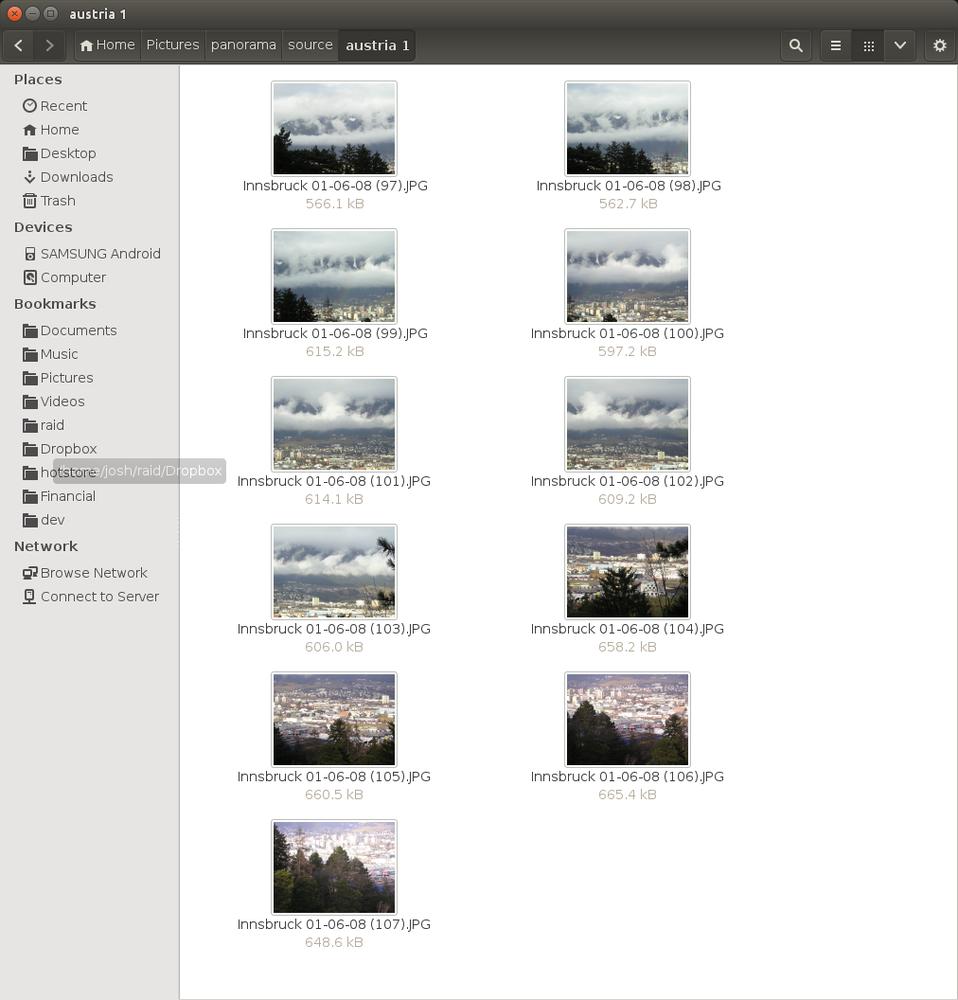 austria 1
Home Pictures panorama source austria 1
Places
Recent
Home
Desktop
Downloads
Trash
Devices
SAMSUNG Android
Computer
Bookmarks
Documents
Music
Pictures
Videos
raid
Dropbox
hotstore
/home/josh/raid/Dropbox
Financial
dev
Network
Browse Network
Connect to Server
Innsbruck 01-06-08 (97).JPG
566.1 kB
Innsbruck 01-06-08 (98).JPG
562.7 kB
Innsbruck 01-06-08 (99).JPG
615.2 kB
Innsbruck 01-06-08 (100).JPG
597.2 kB
Innsbruck 01-06-08 (101).JPG
614.1 kB
Innsbruck 01-06-08 (102).JPG
609.2 kB
Innsbruck 01-06-08 (103).JPG
606.0 kB
Innsbruck 01-06-08 (104).JPG
658.2 kB
Innsbruck 01-06-08 (105).JPG
660.5 kB
Innsbruck 01-06-08 (106).JPG
665.4 kB
Innsbruck 01-06-08 (107).JPG
648.6 kB